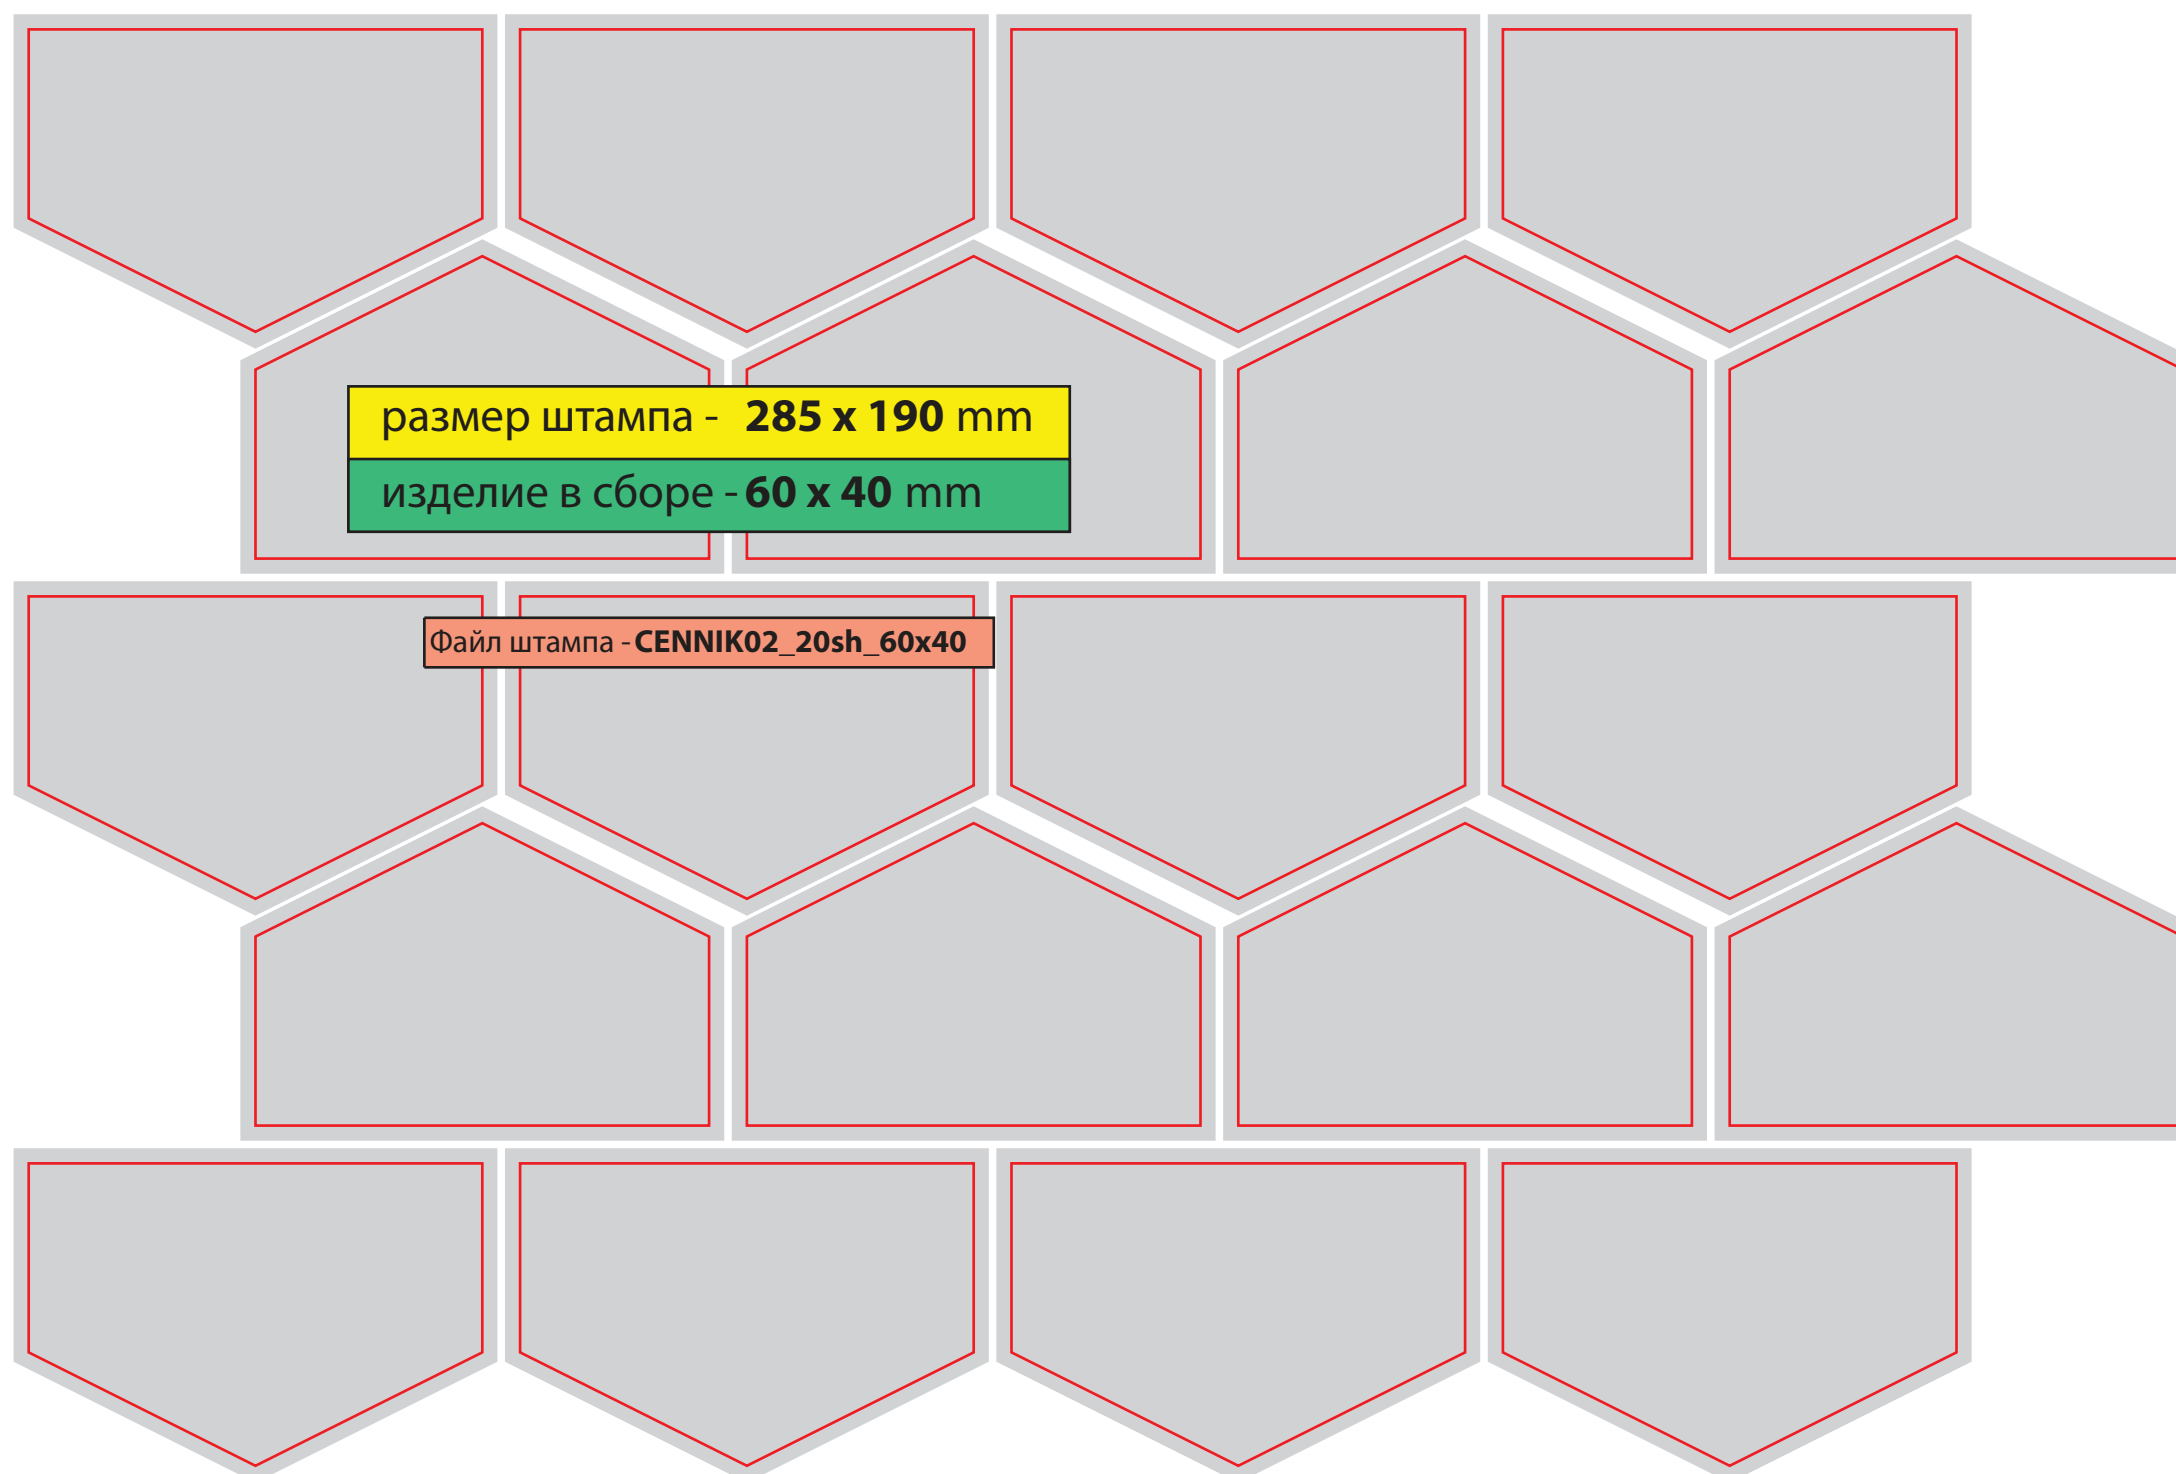 размер штампа - 285 x 190 mm
изделие в сборе - 60 x 40 mm
Файл штампа - CENNIK02_20sh_60x40